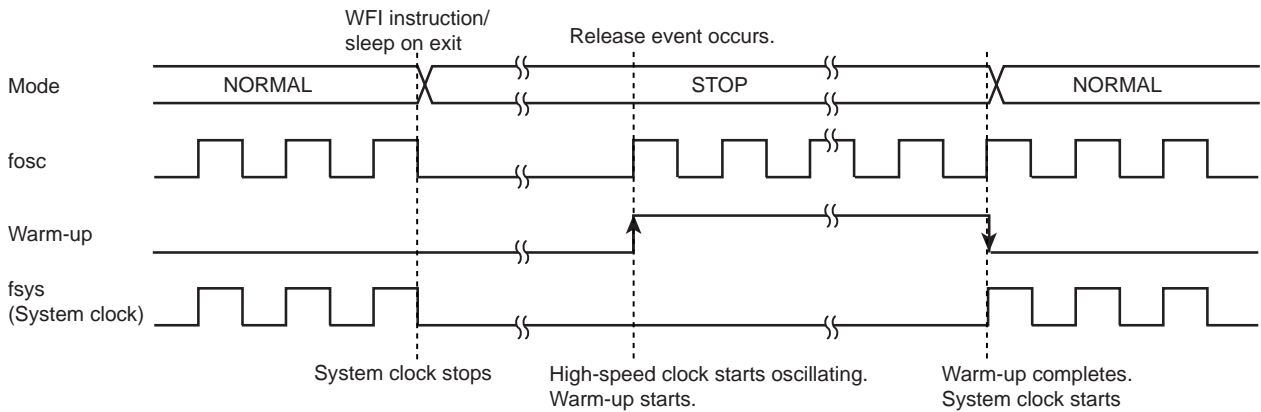 WFI instruction/
sleep on exit
Release event occurs.
Mode
NORMAL
STOP
NORMAL
fosc
Warm-up
fsys
(System clock)
System clock stops
High-speed clock starts oscillating.
Warm-up starts.
Warm-up completes.
System clock starts